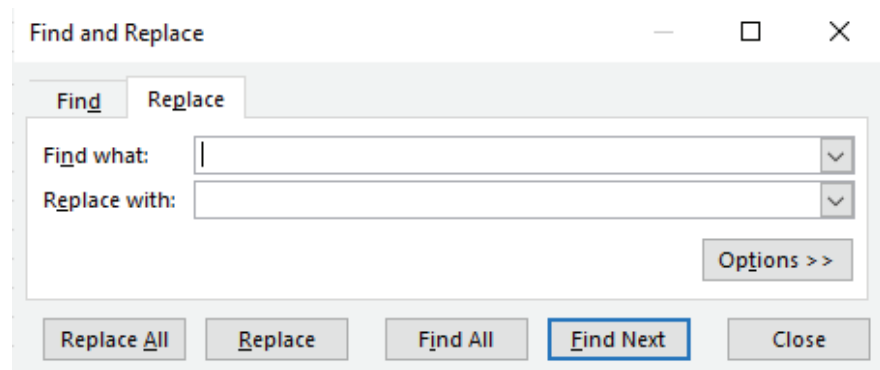 Find and Replace
Find Replace
Find what:
Replace with:
Options >>
Replace All Replace Find All Find Next Close